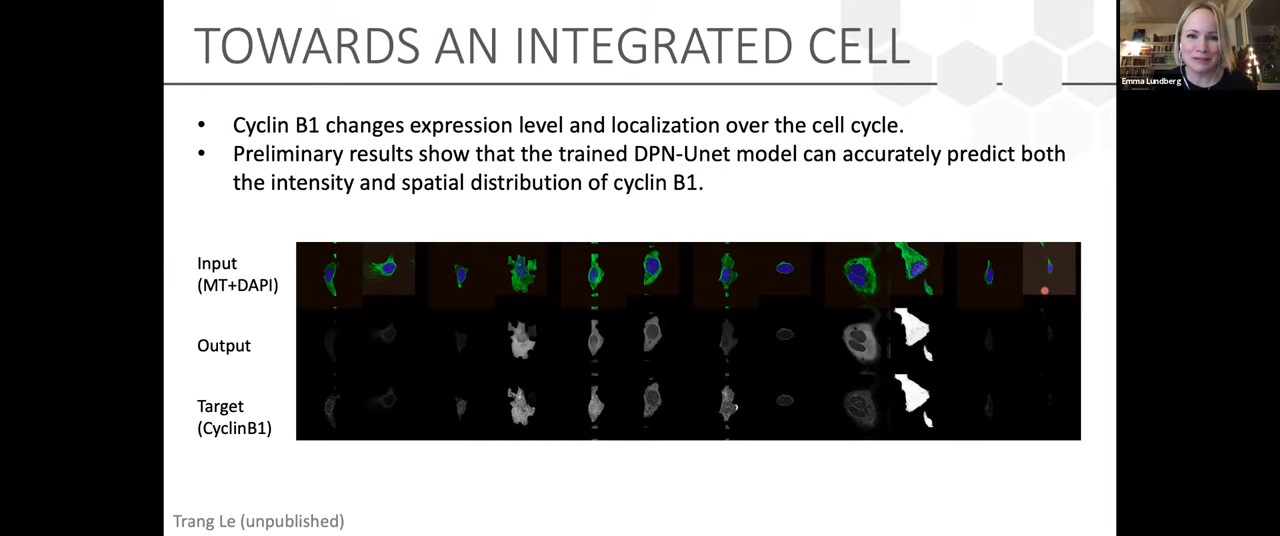 TOWARDS AN INTEGRATED CELL
Emma Lundberg
• Cyclin B1 changes expression level and localization over the cell cycle.
• Preliminary results show that the trained DPN-Unet model can accurately predict both
the intensity and spatial distribution of cyclin B1.
Input
(MT+DAPI)
Output
Target
(CyclinB1)
Trang Le (unpublished)